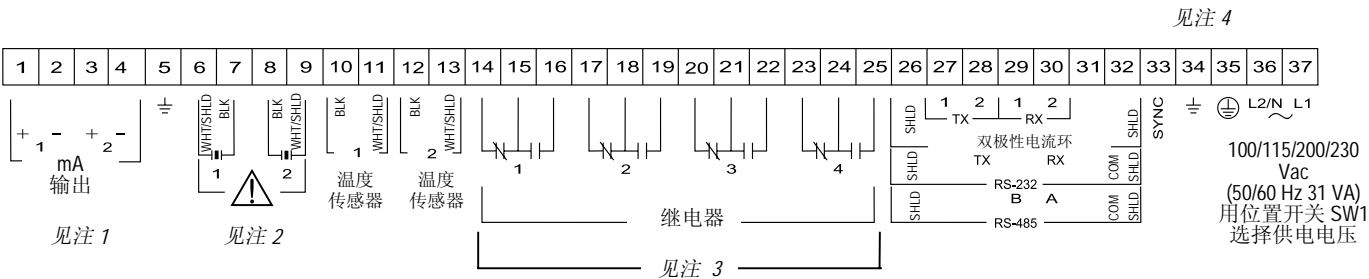 见注 4
1 2 3 4 5 6 7 8 9 10 11 12 13 14 15 16 17 18 19 20 21 22 23 24 25 26 27 28 29 30 31 32 33 34 35 36 37
+ - + -
1 2
mA
输出
见注 1
WHT/SHLD BLK BLK WHT/SHLD
1 2
见注 2
BLK WHT/SHLD
1
温度
传感器
BLK WHT/SHLD
2
温度
传感器
1 2 3 4
继电器
见注 3
SHLD 1 2 1 2 SHLD
TX RX
双极性电流环
SHLD TX RX COM SHLD
RS-232
SHLD B A COM SHLD
RS-485
SYNC
L2/N L1
100/115/200/230
Vac
(50/60 Hz 31 VA)
用位置开关 SW1
选择供电电压